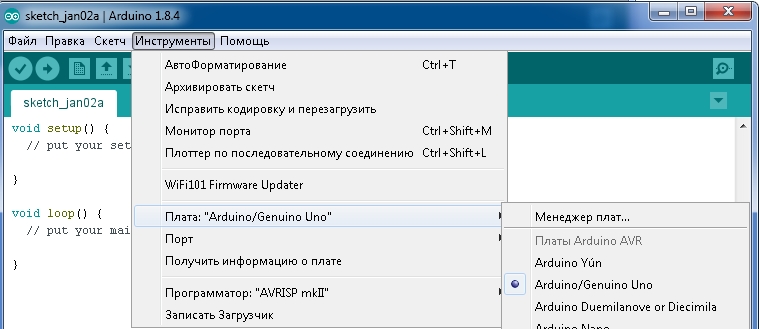 sketch_jan02a | Arduino 1.8.4
Файл Правка Скетч Инструменты Помощь
sketch_jan02a
void setup() {
// put your set
}
void loop() {
// put your mai
}
АвтоФорматирование Ctrl+T
Архивировать скетч
Исправить кодировку и перезагрузить
Монитор порта Ctrl+Shift+M
Плоттер по последовательному соединению Ctrl+Shift+L
WiFi101 Firmware Updater
Плата: "Arduino/Genuino Uno"
Порт
Получить информацию о плате
Программатор: "AVRISP mkII"
Записать Загрузчик
Менеджер плат...
Платы Arduino AVR
Arduino Yún
Arduino/Genuino Uno
Arduino Duemilanove or Diecimila
Arduino Nano